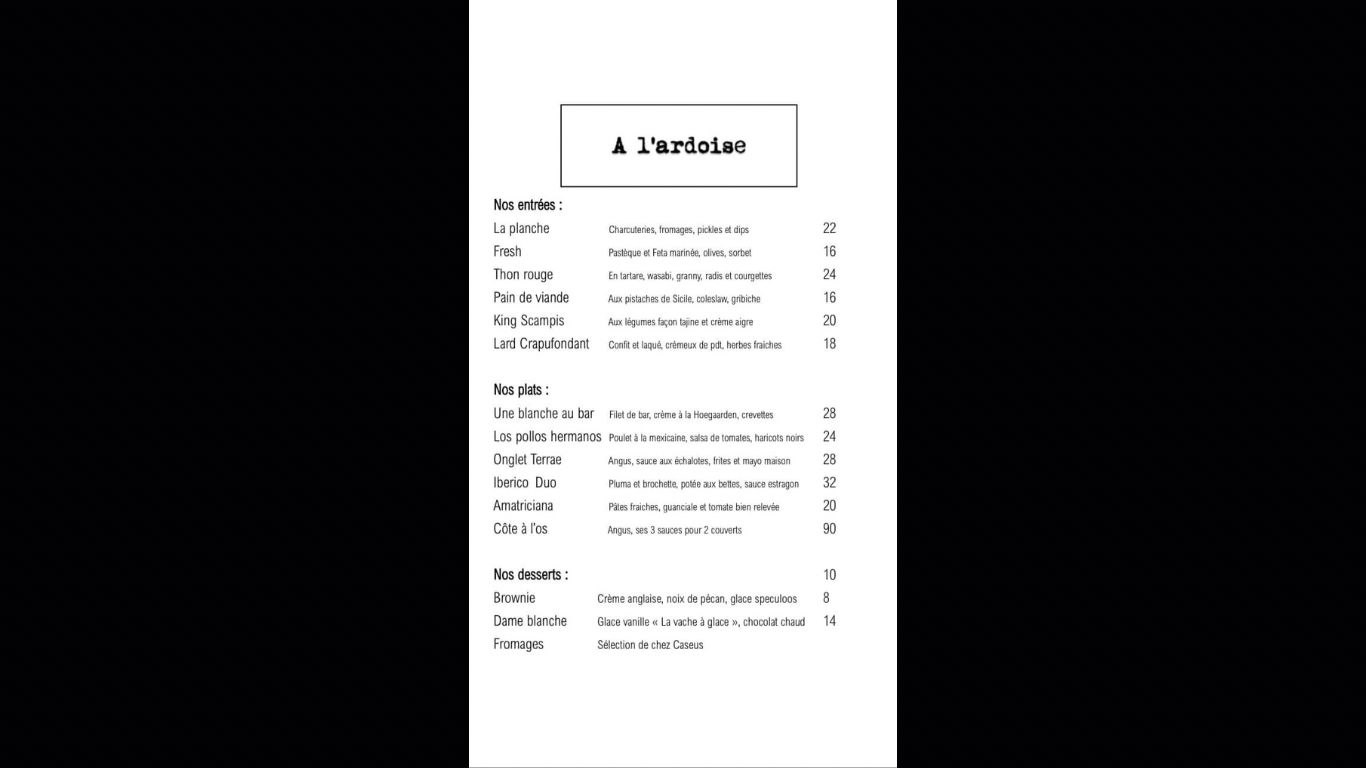 A l'ardoise
Nos entrées :
La planche Charcuteries, fromages, pickles et dips 22
Fresh Pastèque et Feta marinée, olives, sorbet 16
Thon rouge En tartare, wasabi, granny, radis et courgettes 24
Pain de viande Aux pistaches de Sicile, coleslaw, gribiche 16
King Scampis Aux légumes façon tajine et crème aigre 20
Lard Crapufondant Confit et laqué, crémeux de pdt, herbes fraiches 18
Nos plats :
Une blanche au bar Filet de bar, crème à la Hoegaarden, crevettes 28
Los pollos hermanos Poulet à la mexicaine, salsa de tomates, haricots noirs 24
Onglet Terrae Angus, sauce aux échalotes, frites et mayo maison 28
Iberico Duo Pluma et brochette, potée aux bettes, sauce estragon 32
Amatriciana Pâtes fraiches, guanciale et tomate bien relevée 20
Côte à l'os Angus, ses 3 sauces pour 2 couverts 90
Nos desserts : 10
Brownie Crème anglaise, noix de pécan, glace speculoos 8
Dame blanche Glace vanille « La vache à glace », chocolat chaud 14
Fromages Sélection de chez Caseus